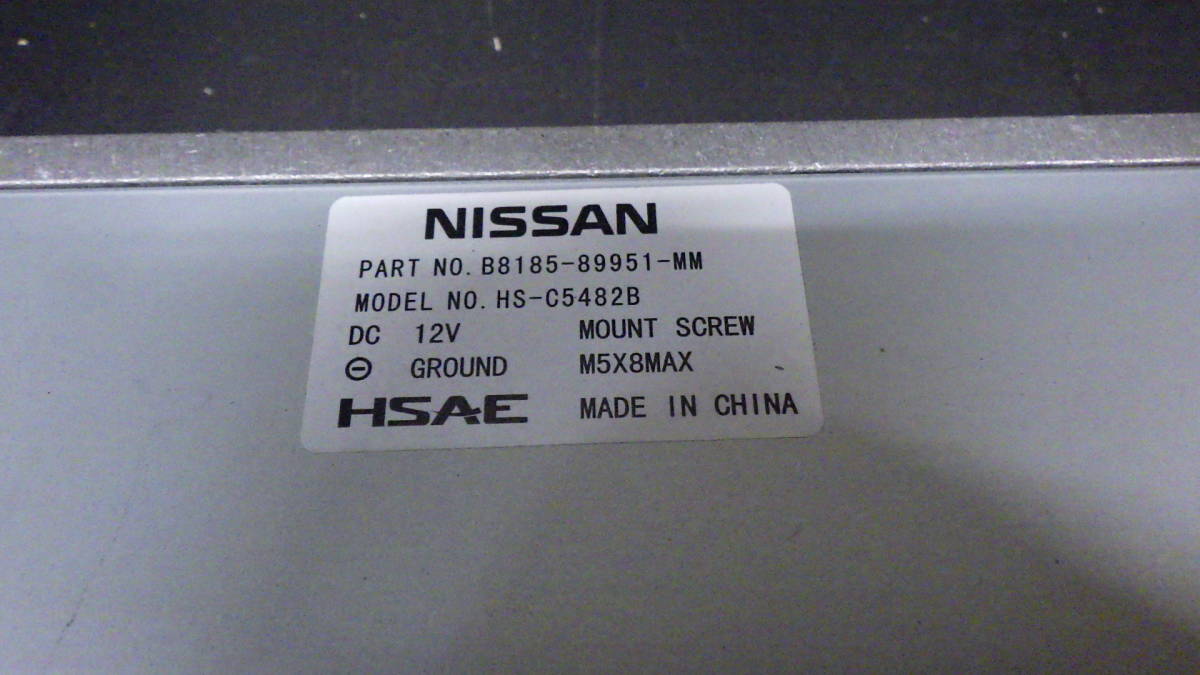 NISSAN
PART NO. B8185-89951-MM
MODEL NO. HS-C5482B
DC 12V MOUNT SCREW
⊖ GROUND M5X8MAX
HSAE MADE IN CHINA